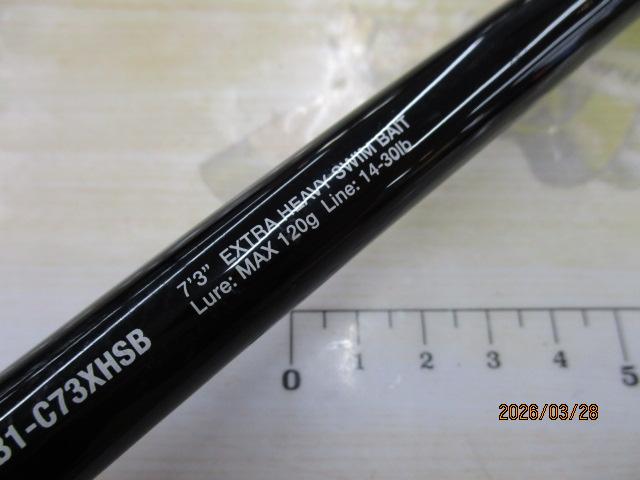 7'3" EXTRA HEAVY SWIM BAIT
Lure: MAX 120g Line: 14-30lb
B1-C73XHSB
0 1 2 3 4 5
2026/03/28